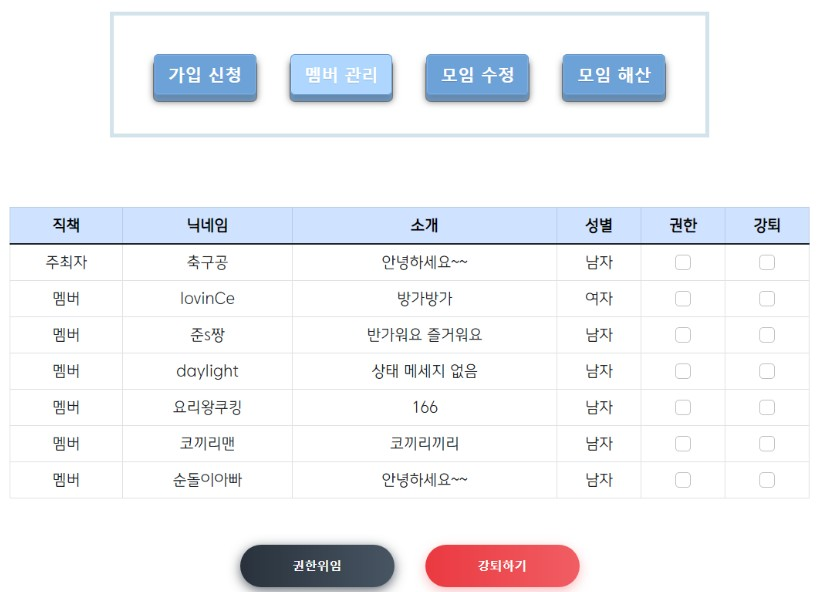 가입 신청 멤버 관리 모임 수정 모임 해산
직책 닉네임 소개 성별 권한 강퇴
주최자 축구공 안녕하세요~~ 남자
멤버 lovinCe 방가방가 여자
멤버 준s짱 반가워요 즐거워요 남자
멤버 daylight 상태 메세지 없음 남자
멤버 요리왕쿠킹 166 남자
멤버 코끼리맨 코끼리끼리 남자
멤버 순돌이아빠 안녕하세요~~ 남자
권한위임 강퇴하기